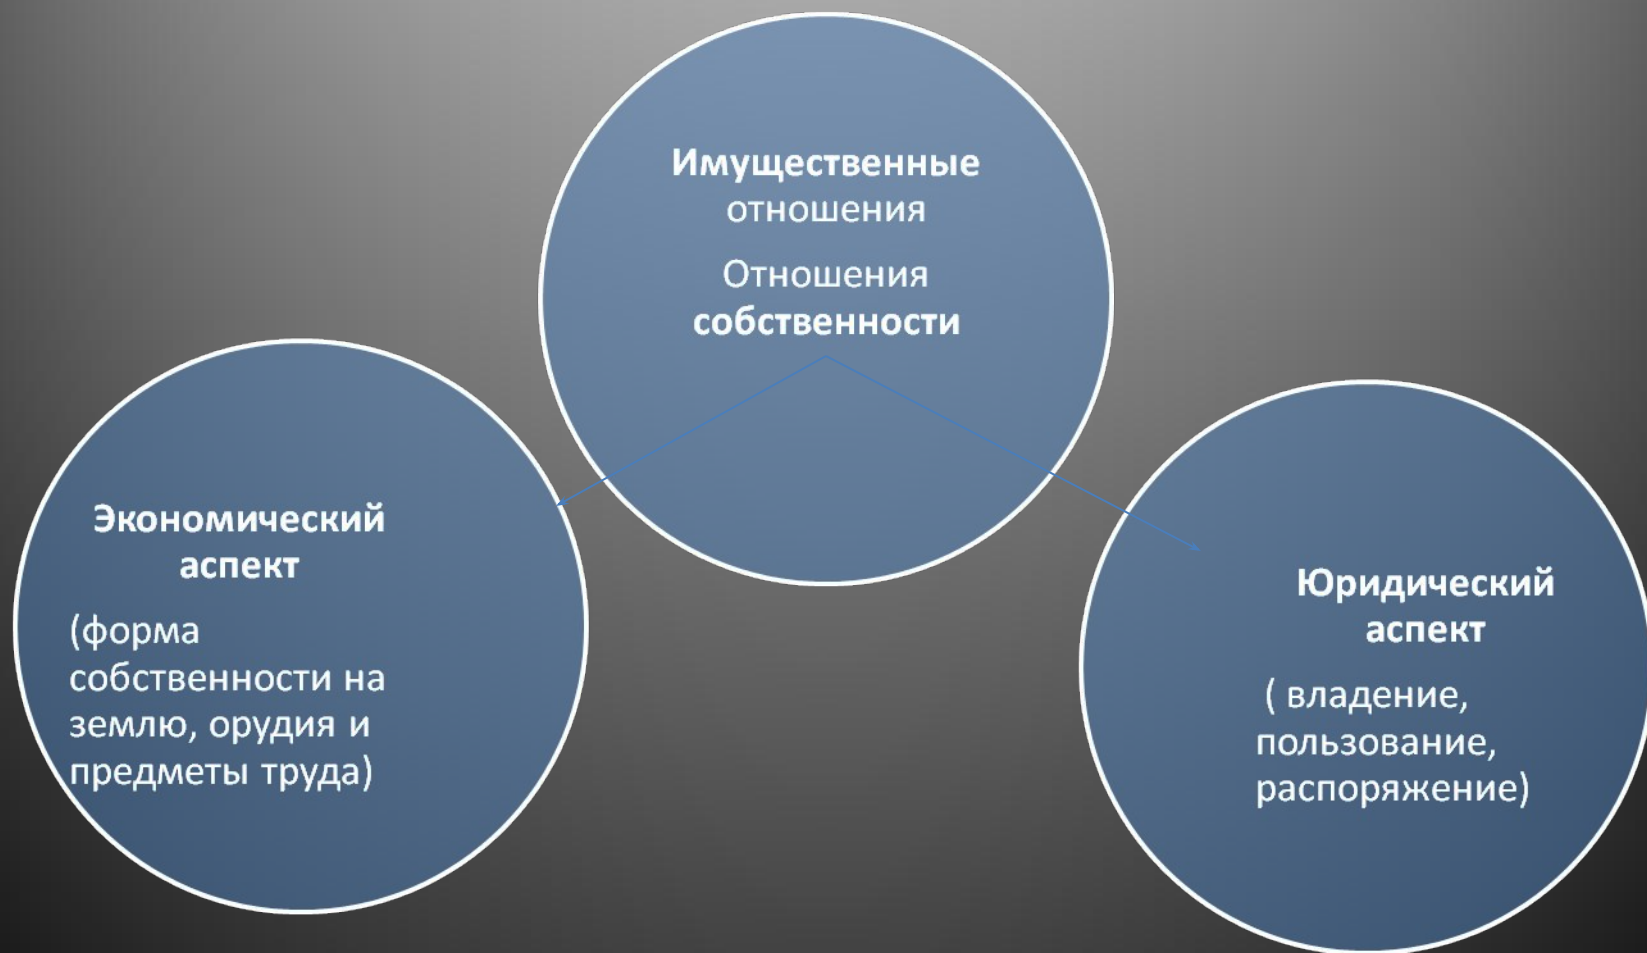 Имущественные
отношения
Отношения
собственности
Экономический
аспект
(форма
собственности на
землю, орудия и
предметы труда)
Юридический
аспект
( владение,
пользование,
распоряжение)